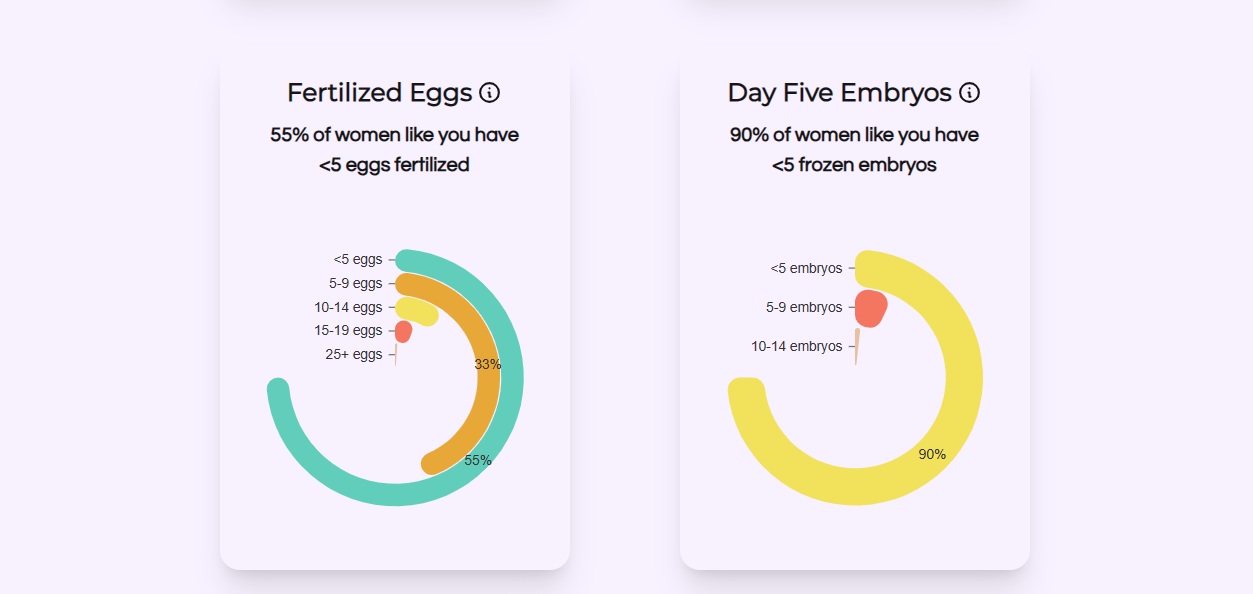 Fertilized Eggs
55% of women like you have
<5 eggs fertilized
<5 eggs
5-9 eggs
10-14 eggs
15-19 eggs
25+ eggs
33%
55%
Day Five Embryos
90% of women like you have
<5 frozen embryos
<5 embryos
5-9 embryos
10-14 embryos
90%